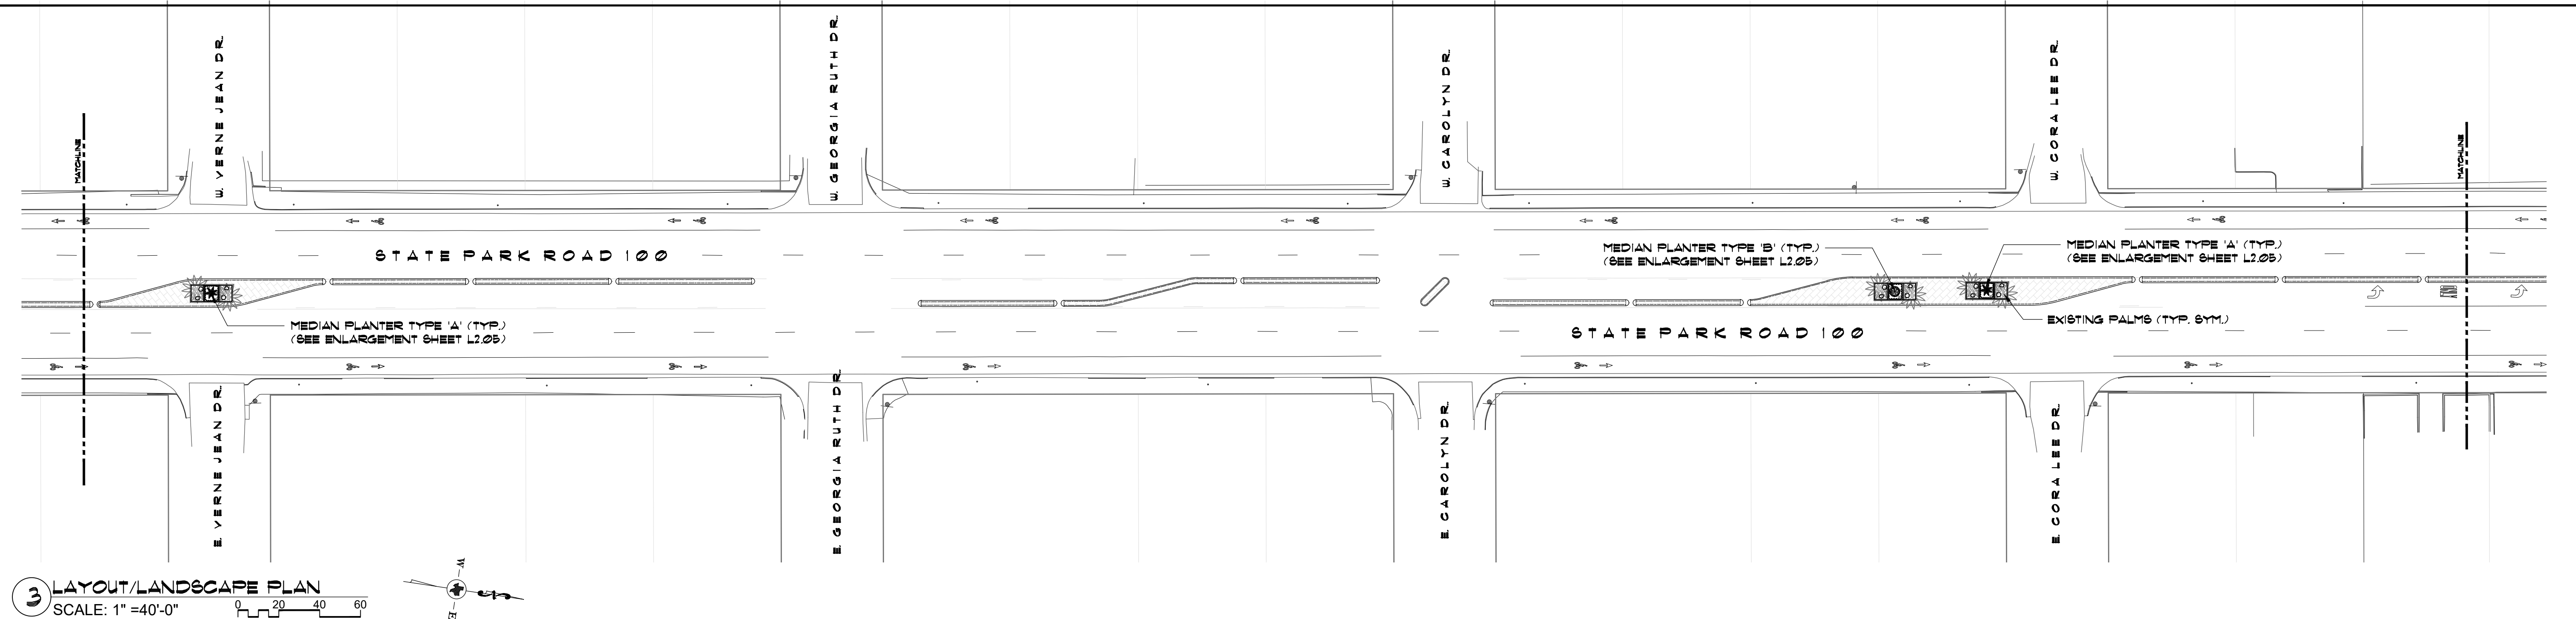 W. VERNE JEAN DR.
W. GEORGIA RUTH DR.
W. CAROLYN DR.
W. CORA LEE DR.
MATCHLINE
MATCHLINE
STATE PARK ROAD 100
MEDIAN PLANTER TYPE 'B' (TYP.)
(SEE ENLARGEMENT SHEET L2.05)
MEDIAN PLANTER TYPE 'A' (TYP.)
(SEE ENLARGEMENT SHEET L2.05)
MEDIAN PLANTER TYPE 'A' (TYP.)
(SEE ENLARGEMENT SHEET L2.05)
EXISTING PALMS (TYP. SYM.)
STATE PARK ROAD 100
E. VERNE JEAN DR.
E. GEORGIA RUTH DR.
E. CAROLYN DR.
E. CORA LEE DR.
3 LAYOUT/LANDSCAPE PLAN
SCALE: 1" =40'-0"
0 20 40 60
W
S
E